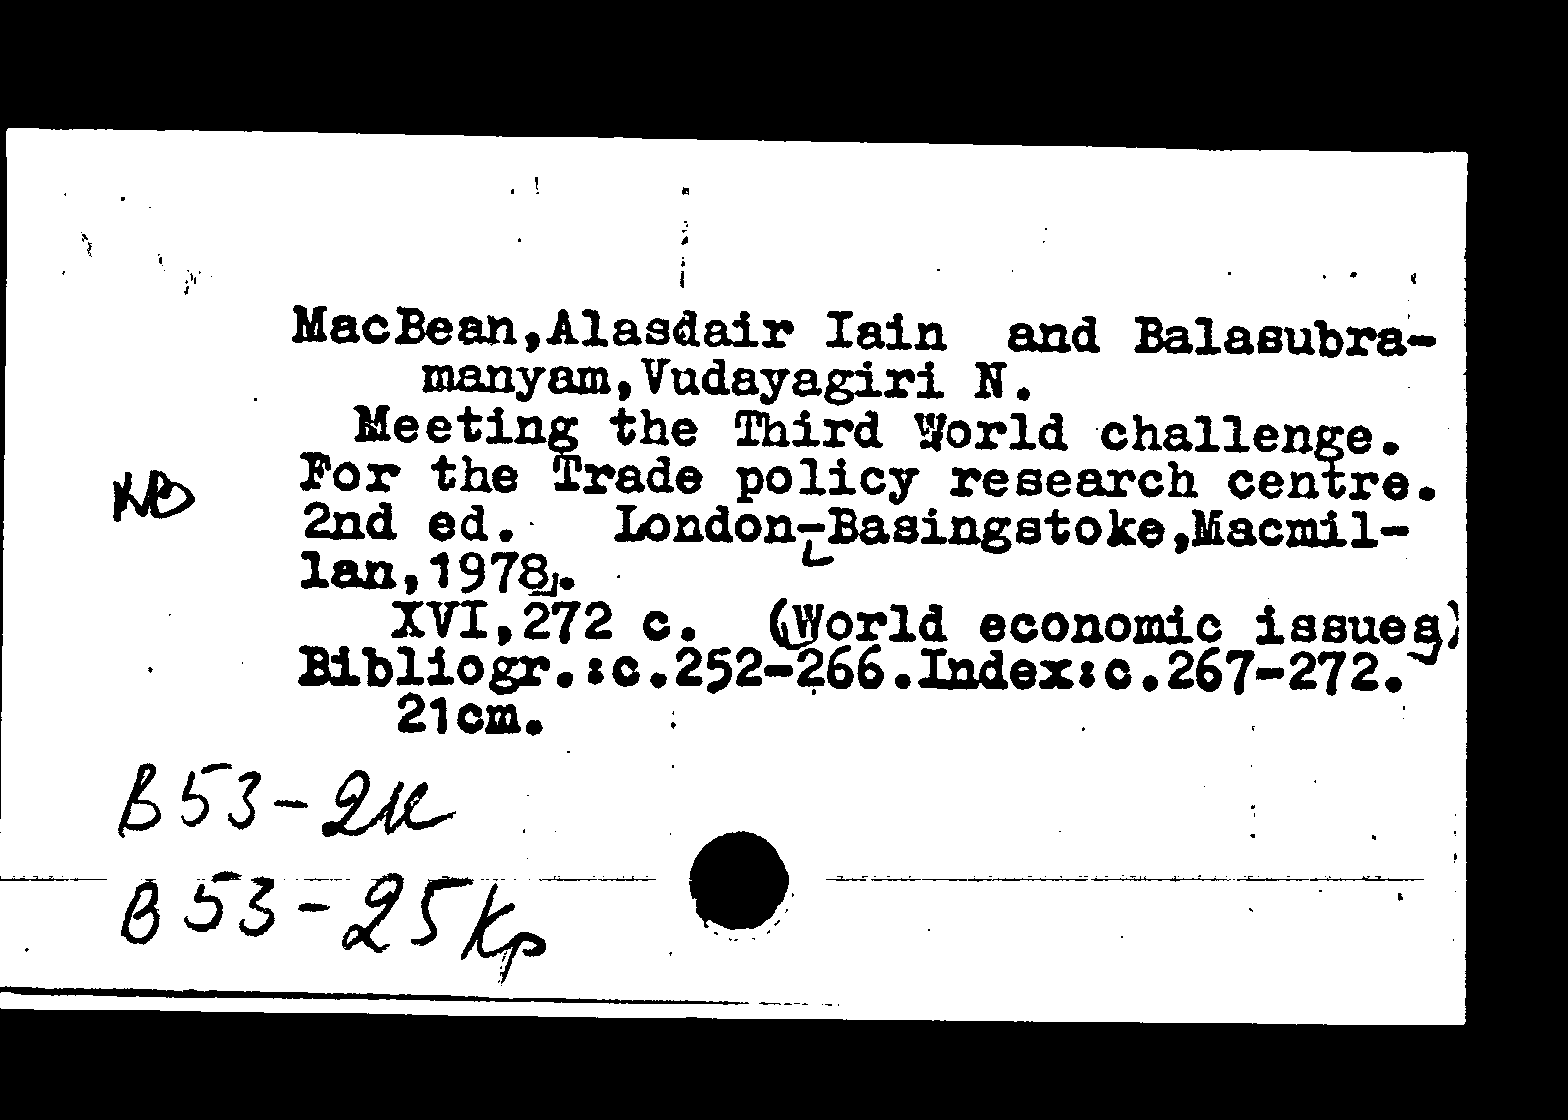 MacBean,Alasdair Iain and Balasubra-
manyam,Vudayagiri N.
Meeting the Third World challenge.
For the Trade policy research centre.
2nd ed. London-Basingstoke,Macmil-
lan,1978.
XVI,272 c. (World economic issues)
Bibliogr.:c.252-266.Index:c.267-272.
21cm.
B53-2
B53-25 Kp